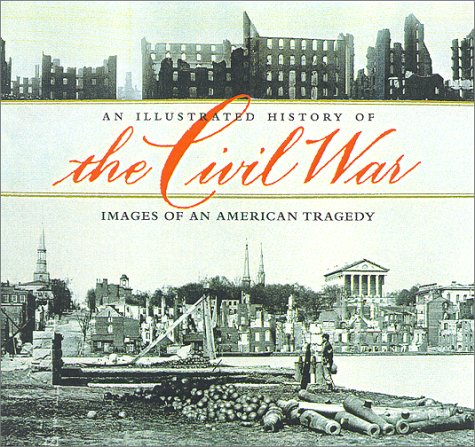 AN ILLUSTRATED HISTORY OF
the Civil War
IMAGES OF AN AMERICAN TRAGEDY